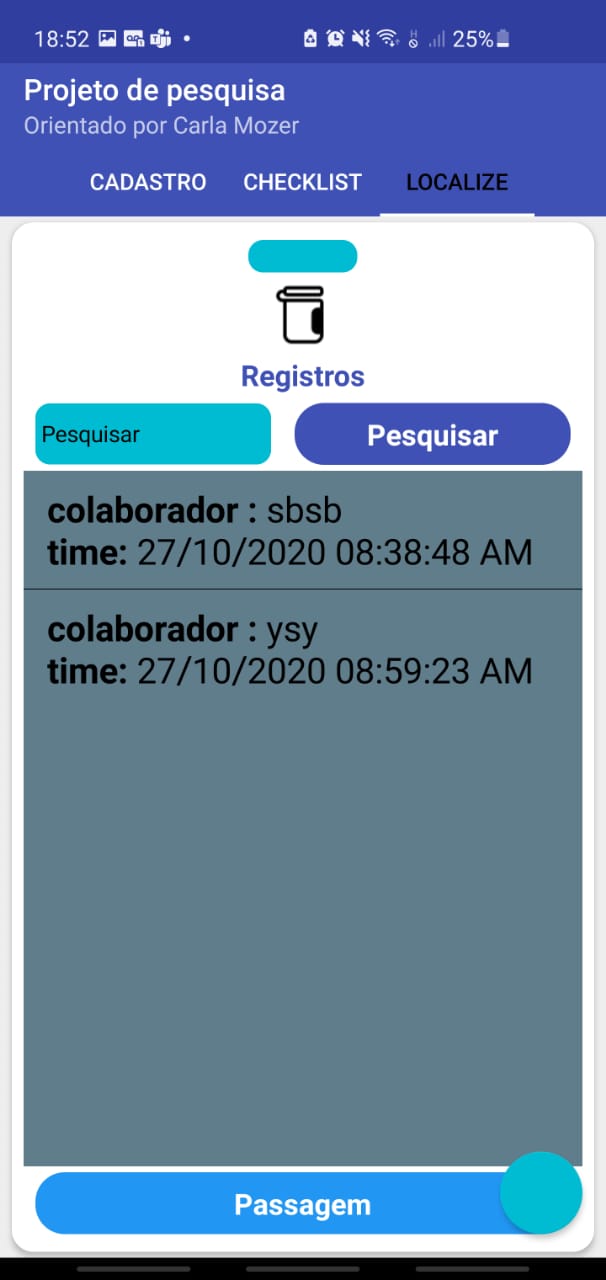 18:52 25%
Projeto de pesquisa
Orientado por Carla Mozer
CADASTRO CHECKLIST LOCALIZE
Registros
Pesquisar Pesquisar
colaborador : sbsb
time: 27/10/2020 08:38:48 AM
colaborador : ysy
time: 27/10/2020 08:59:23 AM
Passagem